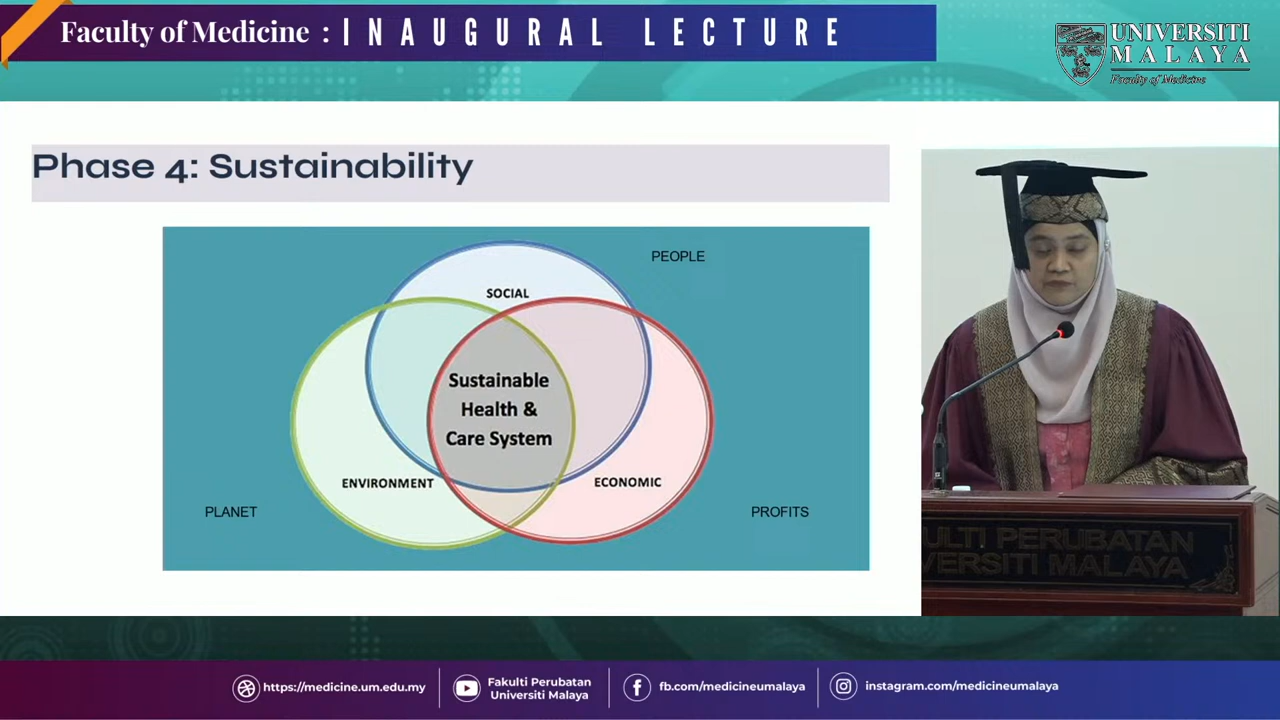 Faculty of Medicine : INAUGURAL LECTURE
UNIVERSITI
MALAYA
Faculty of Medicine
Phase 4: Sustainability
PEOPLE
SOCIAL
Sustainable
Health &
Care System
ENVIRONMENT
ECONOMIC
PLANET
PROFITS
ULTI PERUBATAN
VERSITI MALAYA
https://medicine.um.edu.my
Fakulti Perubatan
Universiti Malaya
fb.com/medicineumalaya
instagram.com/medicineumalaya